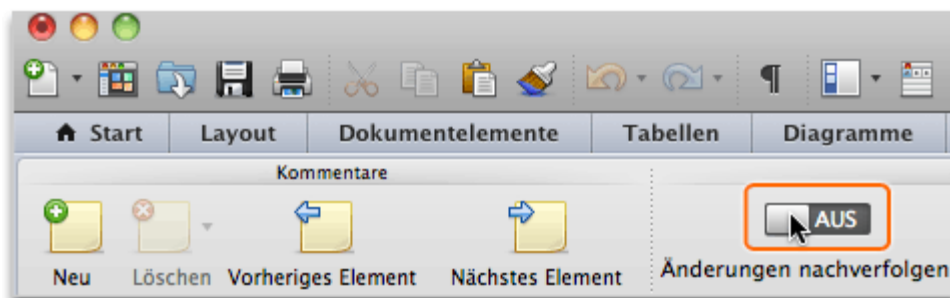 Start Layout Dokumentelemente Tabellen Diagramme
Kommentare
AUS
Neu Löschen Vorheriges Element Nächstes Element Änderungen nachverfolgen